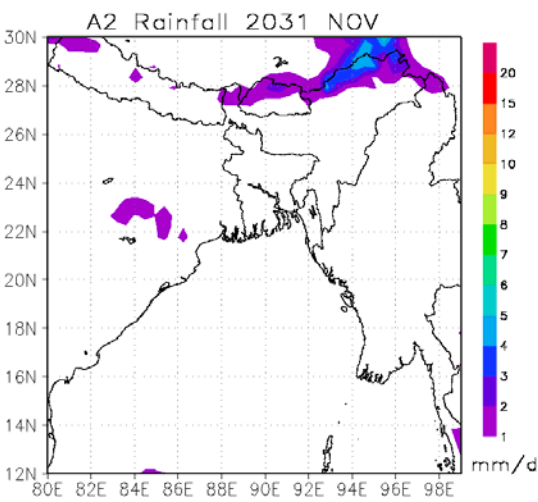 A2 Rainfall 2031 NOV
30N
28N
26N
24N
22N
20N
18N
16N
14N
12N
80E 82E 84E 86E 88E 90E 92E 94E 96E 98E
20
15
12
10
9
8
7
6
5
4
3
2
1
mm/d